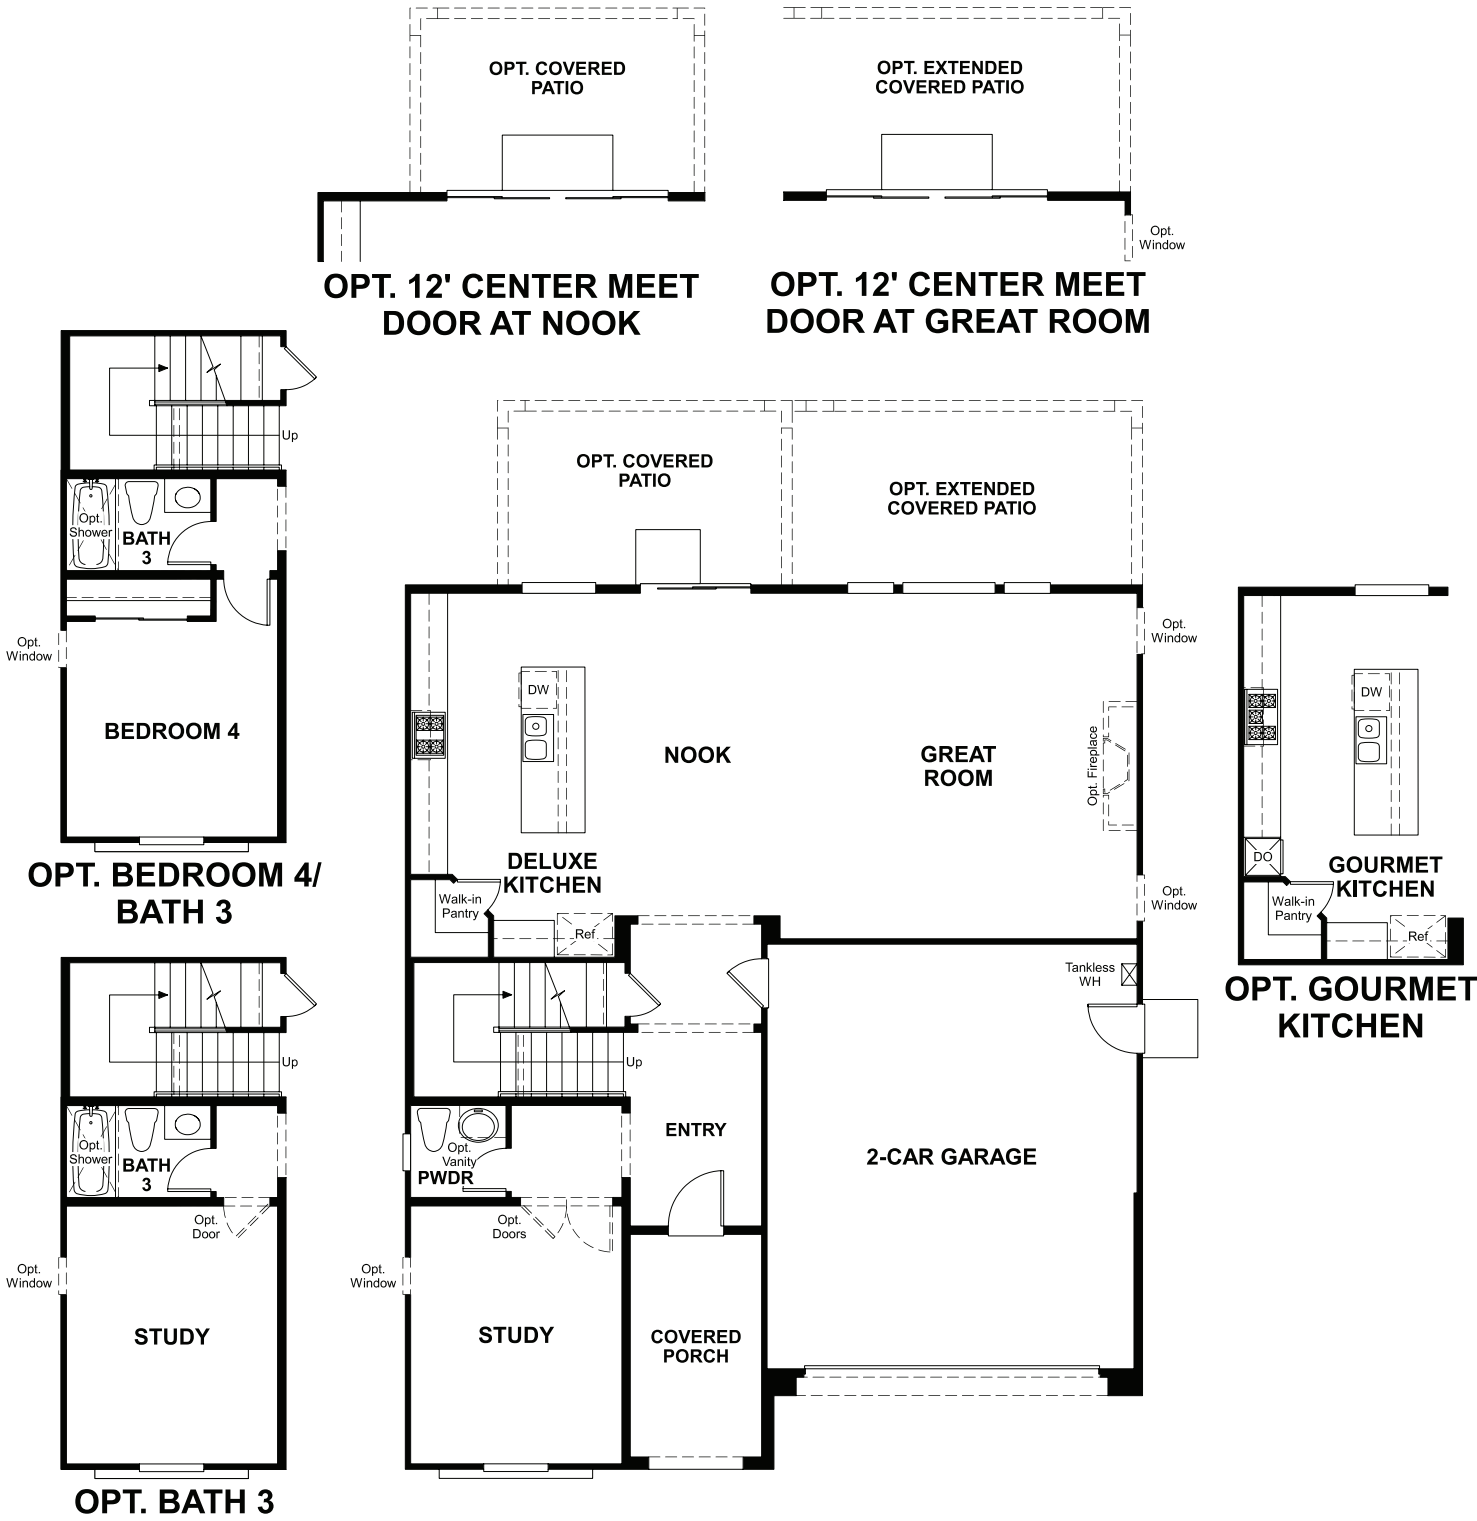 OPT. COVERED
PATIO
OPT. EXTENDED
COVERED PATIO
Opt.
Window
OPT. 12' CENTER MEET
DOOR AT NOOK
OPT. 12' CENTER MEET
DOOR AT GREAT ROOM
Up
Opt.
Shower
BATH
3
Opt.
Window
BEDROOM 4
OPT. BEDROOM 4/
BATH 3
OPT. COVERED
PATIO
OPT. EXTENDED
COVERED PATIO
Opt.
Window
DW
NOOK
GREAT
ROOM
Opt. Fireplace
DELUXE
KITCHEN
Walk-in
Pantry
Ref
Opt.
Window
DW
DO
GOURMET
KITCHEN
Walk-in
Pantry
Ref
OPT. GOURMET
KITCHEN
Tankless
WH
Up
Opt.
Shower
BATH
3
Opt.
Door
Opt.
Window
STUDY
OPT. BATH 3
Up
Opt.
Vanity
PWDR
ENTRY
2-CAR GARAGE
Opt.
Doors
Opt.
Window
STUDY
COVERED
PORCH